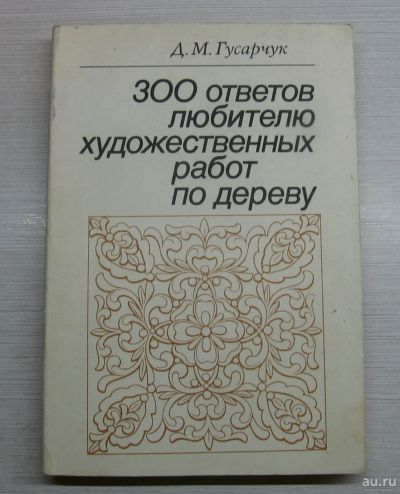 Д. М. Гусарчук
300 ответов
любителю
художественных
работ
по дереву
au.ru